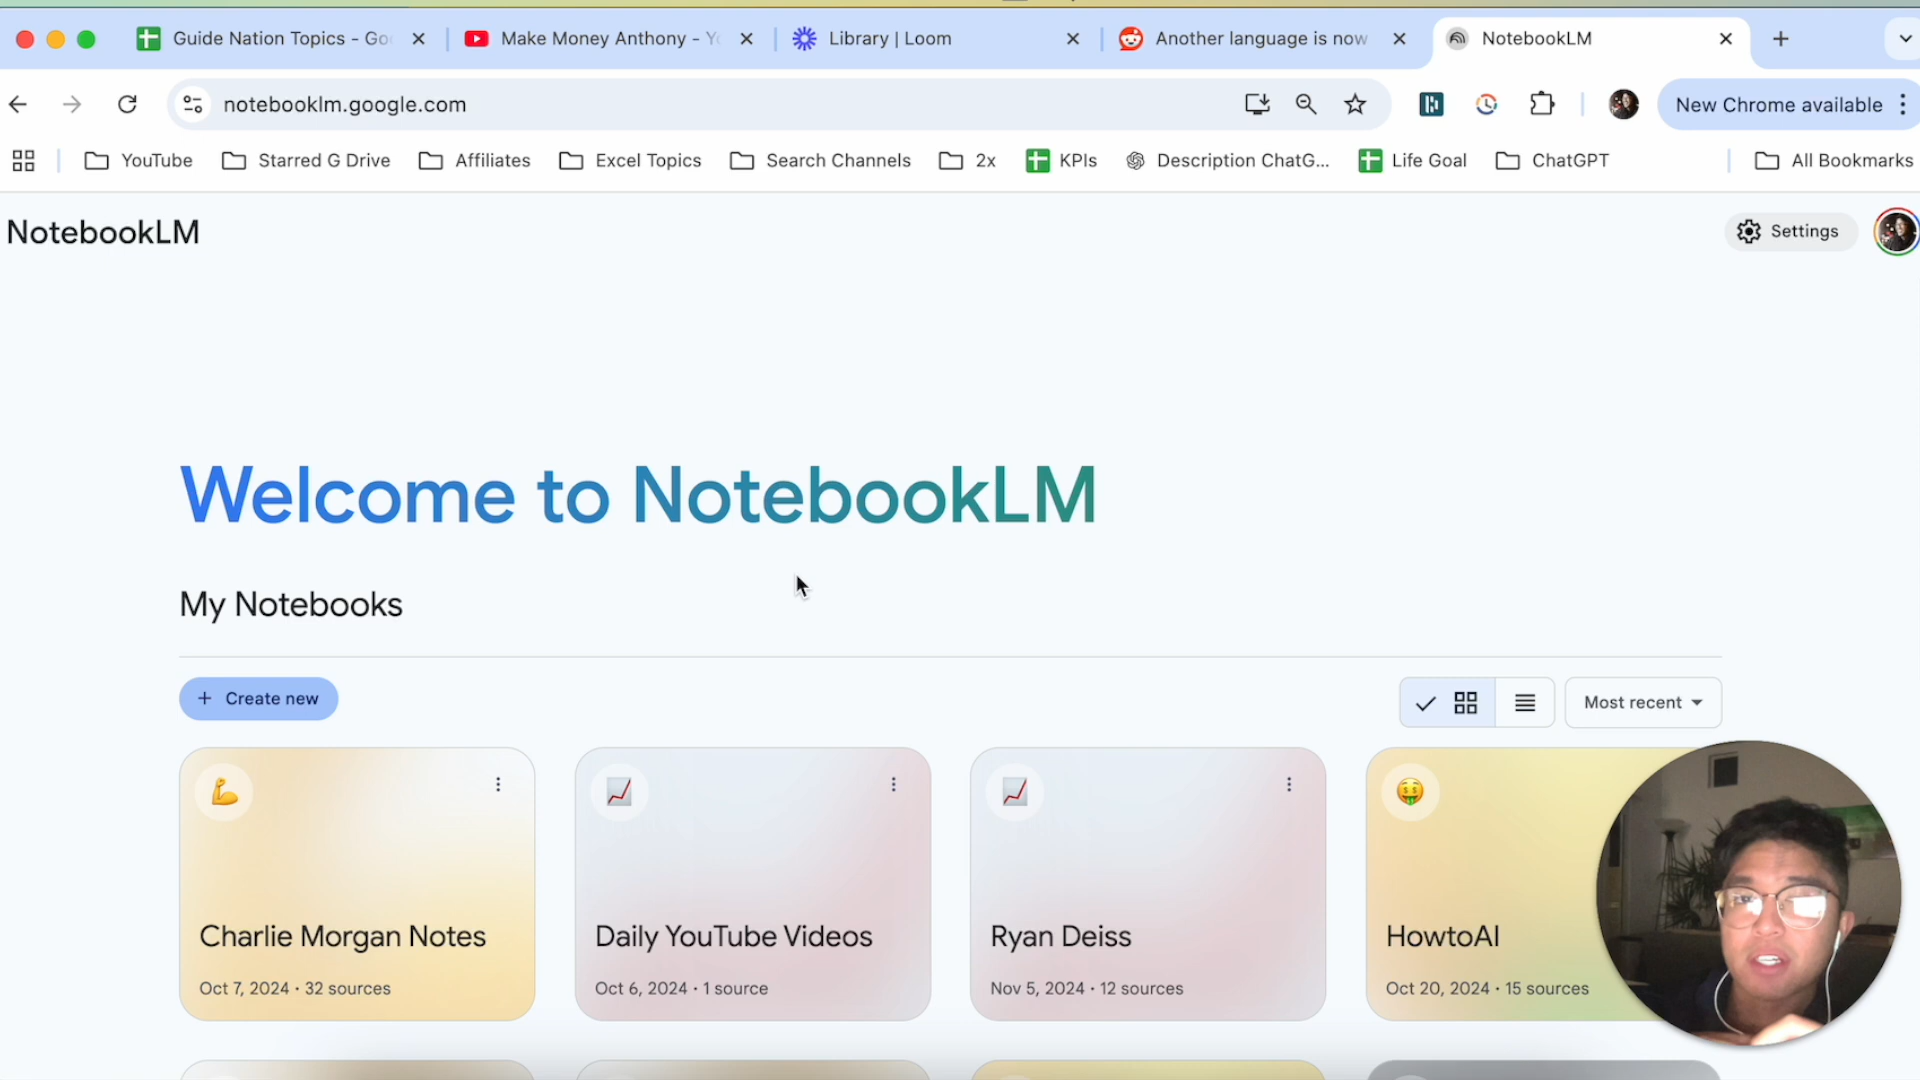 Guide Nation Topics - Goo
Make Money Anthony - Yo
Library | Loom
Another language is now
NotebookLM
notebooklm.google.com
New Chrome available
YouTube
Starred G Drive
Affiliates
Excel Topics
Search Channels
2x
KPIs
Description ChatG...
Life Goal
ChatGPT
All Bookmarks
NotebookLM
Settings
Welcome to NotebookLM
My Notebooks
+ Create new
Most recent
Charlie Morgan Notes
Oct 7, 2024 · 32 sources
Daily YouTube Videos
Oct 6, 2024 · 1 source
Ryan Deiss
Nov 5, 2024 · 12 sources
HowtoAI
Oct 20, 2024 · 15 sources